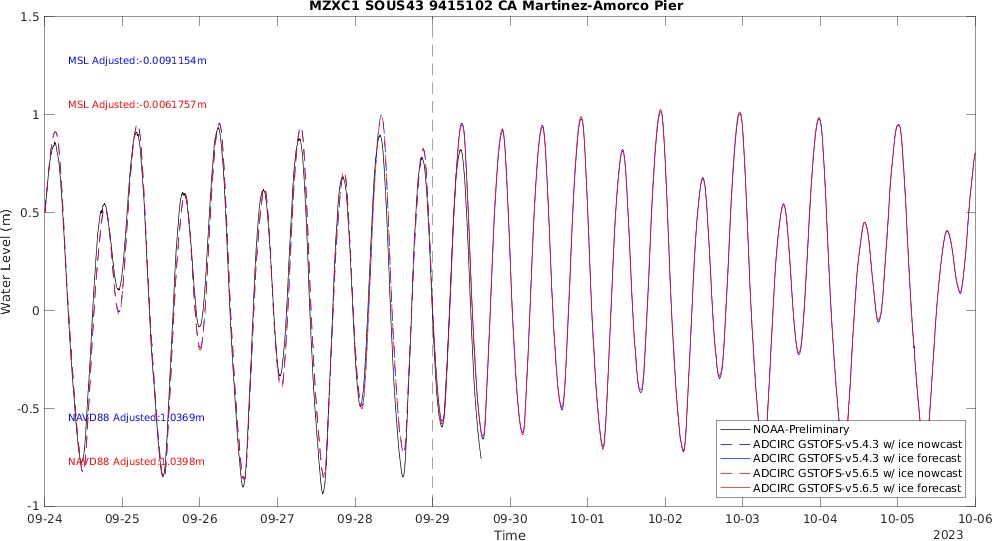 MZXC1 SOUS43 9415102 CA Martinez-Amorco Pier
1.5
MSL Adjusted:-0.0091154m
MSL Adjusted:-0.0061757m
1
0.5
Water Level (m)
0
-0.5
NAVD88 Adjusted:1.0369m
NAVD88 Adjusted:1.0398m
-1
NOAA-Preliminary
ADCIRC GSTOFS-v5.4.3 w/ ice nowcast
ADCIRC GSTOFS-v5.4.3 w/ ice forecast
ADCIRC GSTOFS-v5.6.5 w/ ice nowcast
ADCIRC GSTOFS-v5.6.5 w/ ice forecast
09-24 09-25 09-26 09-27 09-28 09-29 09-30 10-01 10-02 10-03 10-04 10-05 10-06
Time
2023